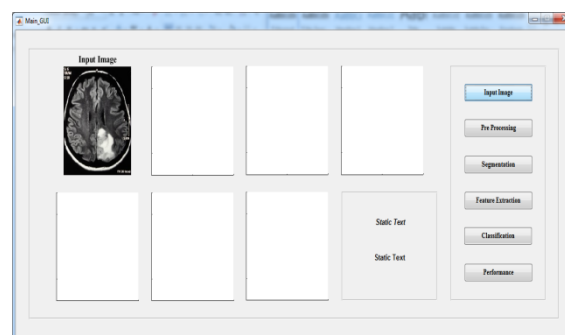 Main_GUI
Input Image
Input Image
Pre Processing
Segmentation
Feature Extraction
Static Text
Classification
Static Text
Performance